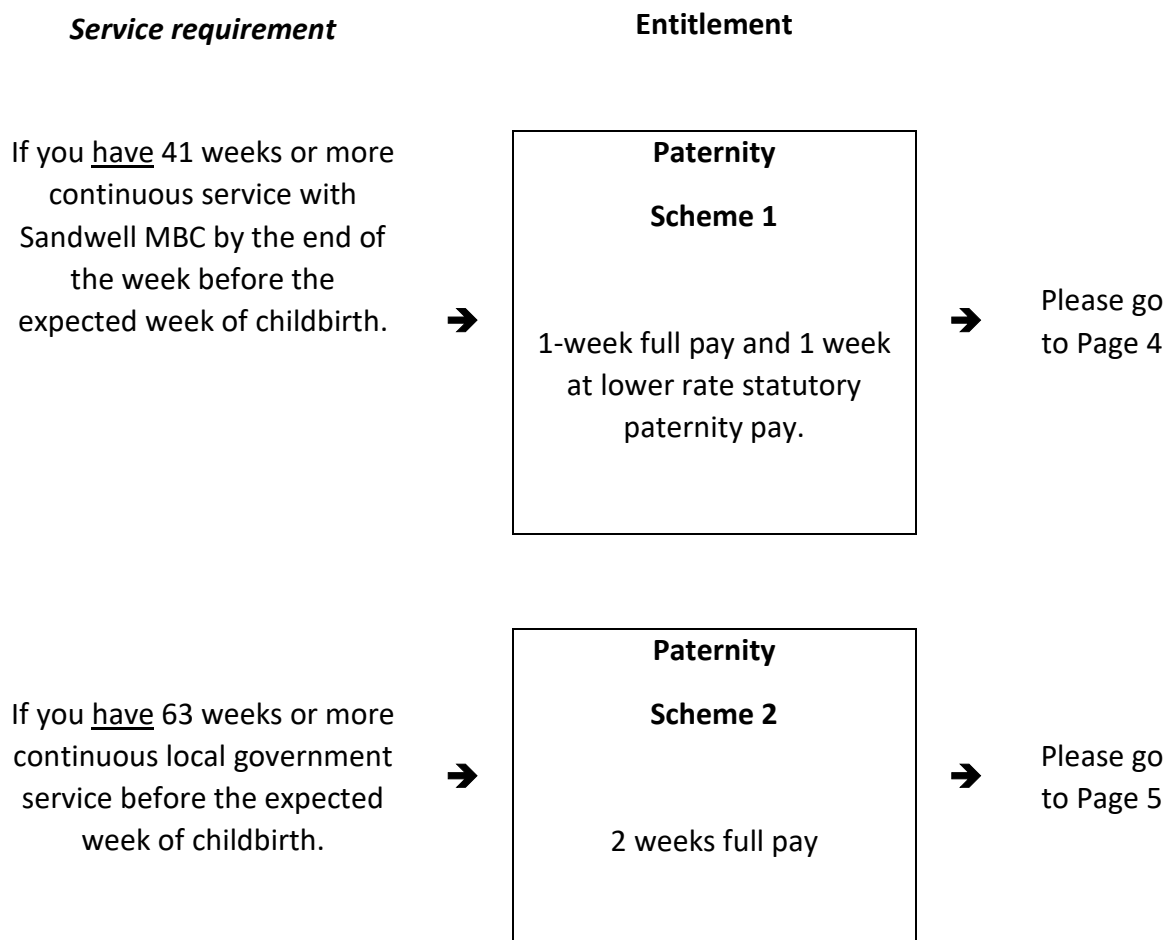 Service requirement
Entitlement
If you have 41 weeks or more
continuous service with
Sandwell MBC by the end of
the week before the
expected week of childbirth.
➔
Paternity
Scheme 1
1-week full pay and 1 week
at lower rate statutory
paternity pay.
➔
Please go
to Page 4
If you have 63 weeks or more
continuous local government
service before the expected
week of childbirth.
➔
Paternity
Scheme 2
2 weeks full pay
➔
Please go
to Page 5